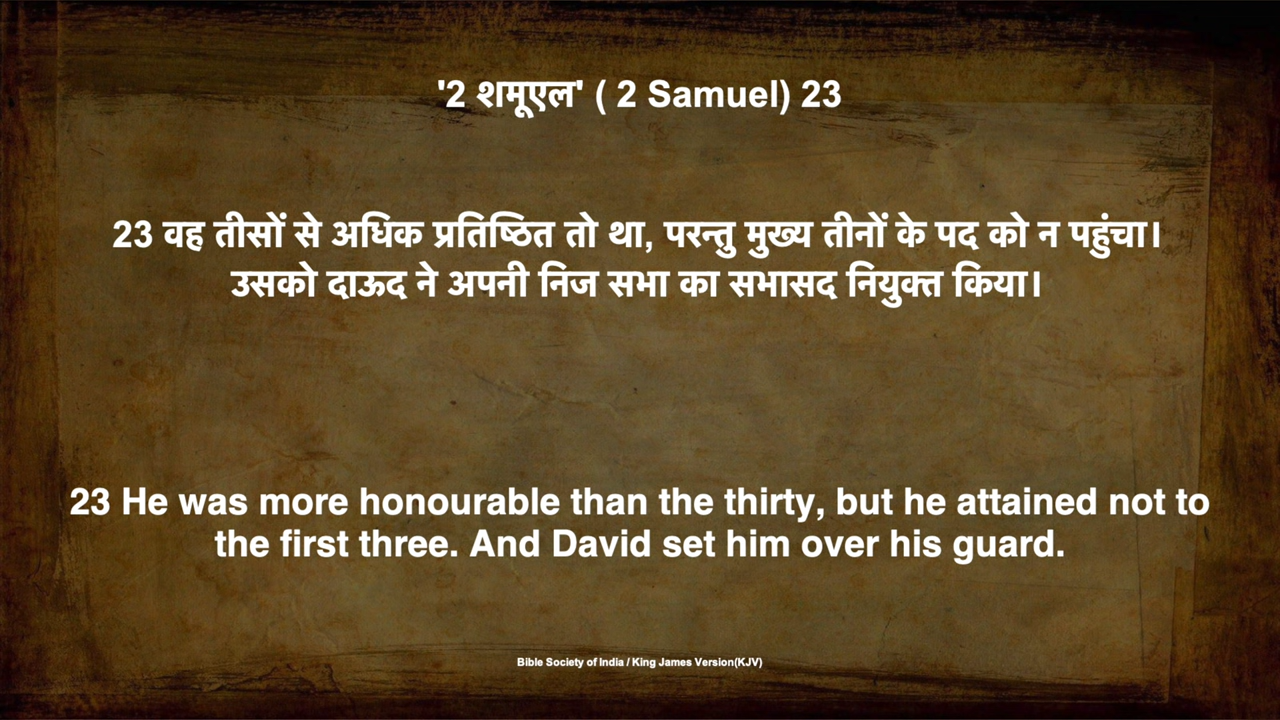 '2 शमूएल' ( 2 Samuel) 23
23 वह तीसों से अधिक प्रतिष्ठित तो था, परन्तु मुख्य तीनों के पद को न पहुंचा।
उसको दाऊद ने अपनी निज सभा का सभासद नियुक्त किया।
23 He was more honourable than the thirty, but he attained not to
the first three. And David set him over his guard.
Bible Society of India / King James Version(KJV)